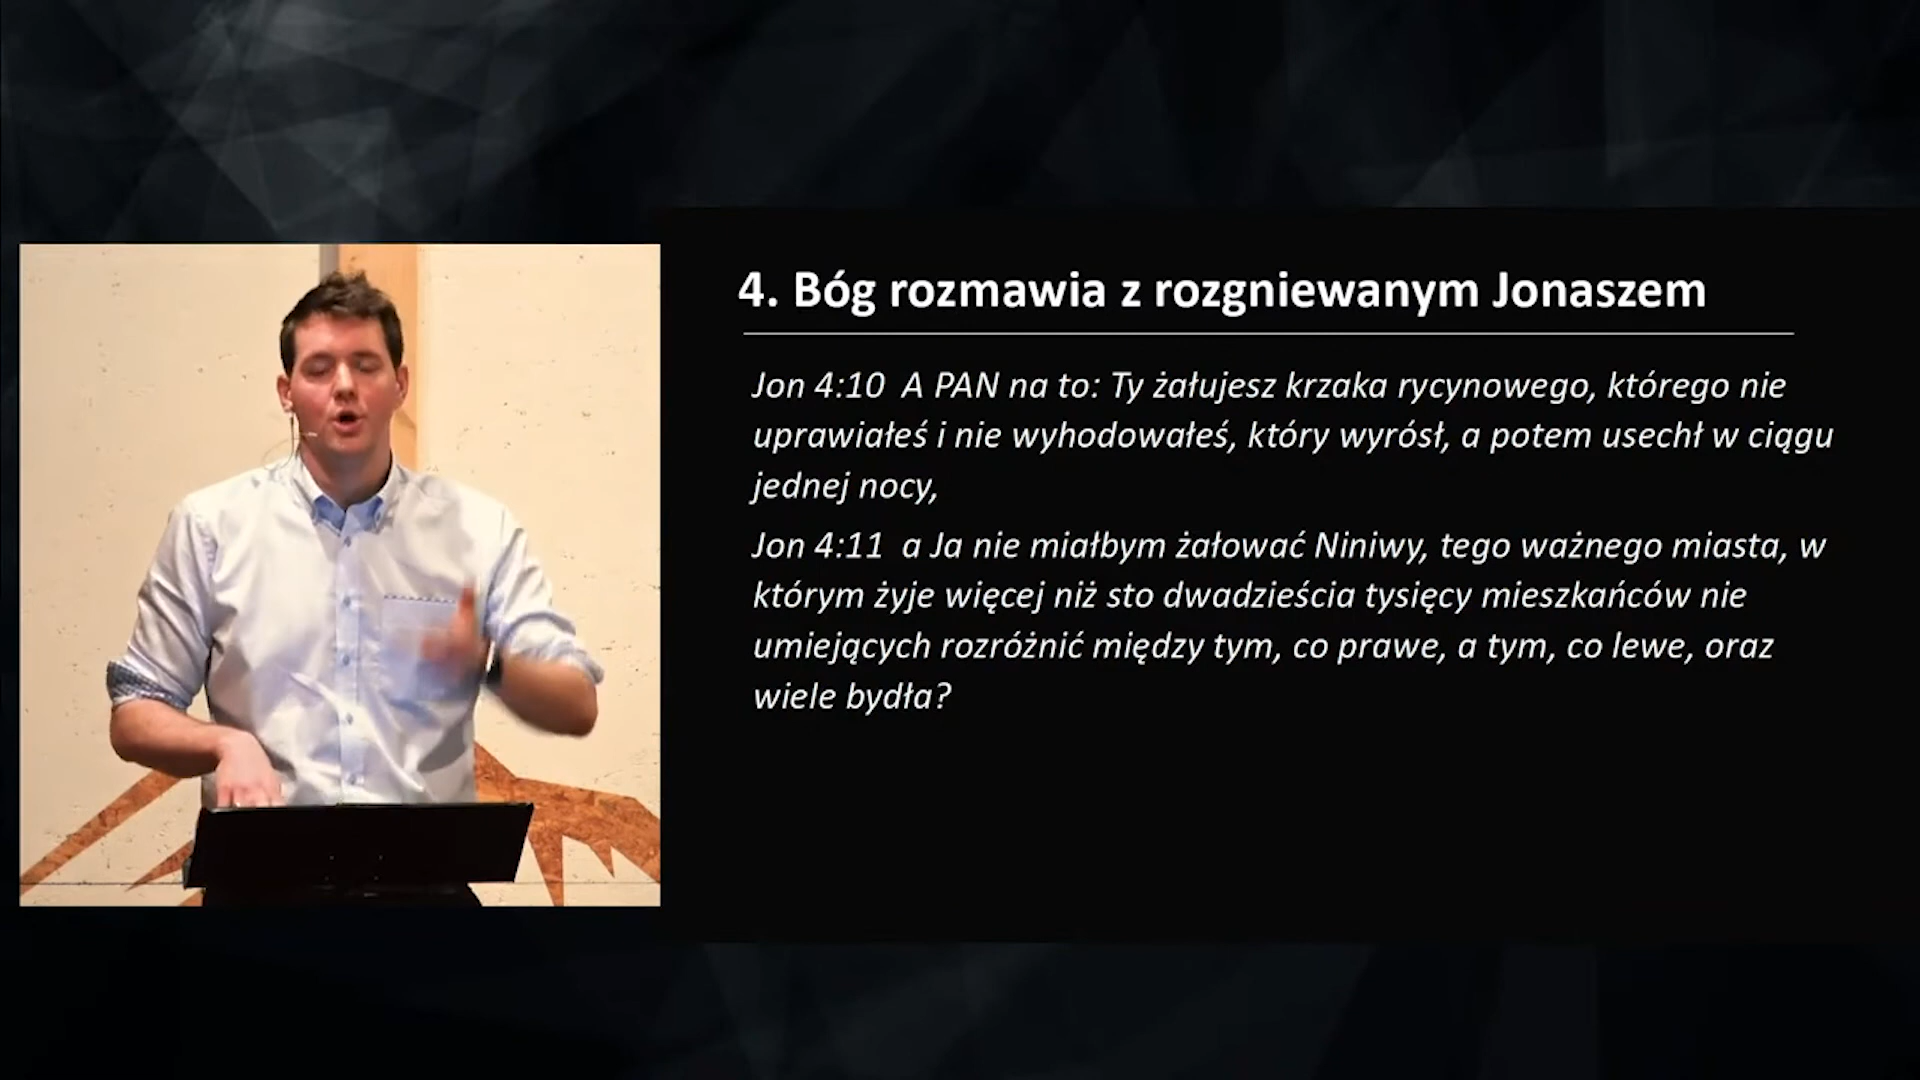 4. Bóg rozmawia z rozgniewanym Jonaszem
Jon 4:10  A PAN na to: Ty żałujesz krzaka rycynowego, którego nie
uprawiałeś i nie wyhodowałeś, który wyrósł, a potem usechł w ciągu
jednej nocy,
Jon 4:11  a Ja nie miałbym żałować Niniwy, tego ważnego miasta, w
którym żyje więcej niż sto dwadzieścia tysięcy mieszkańców nie
umiejących rozróżnić między tym, co prawe, a tym, co lewe, oraz
wiele bydła?